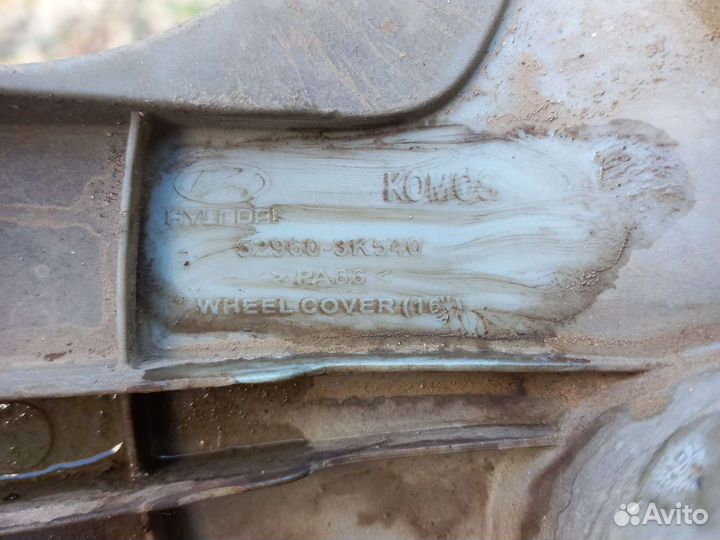 KOMOS
HYUNDAI
52960-3K540
>PA66<
WHEEL COVER (16")
Avito